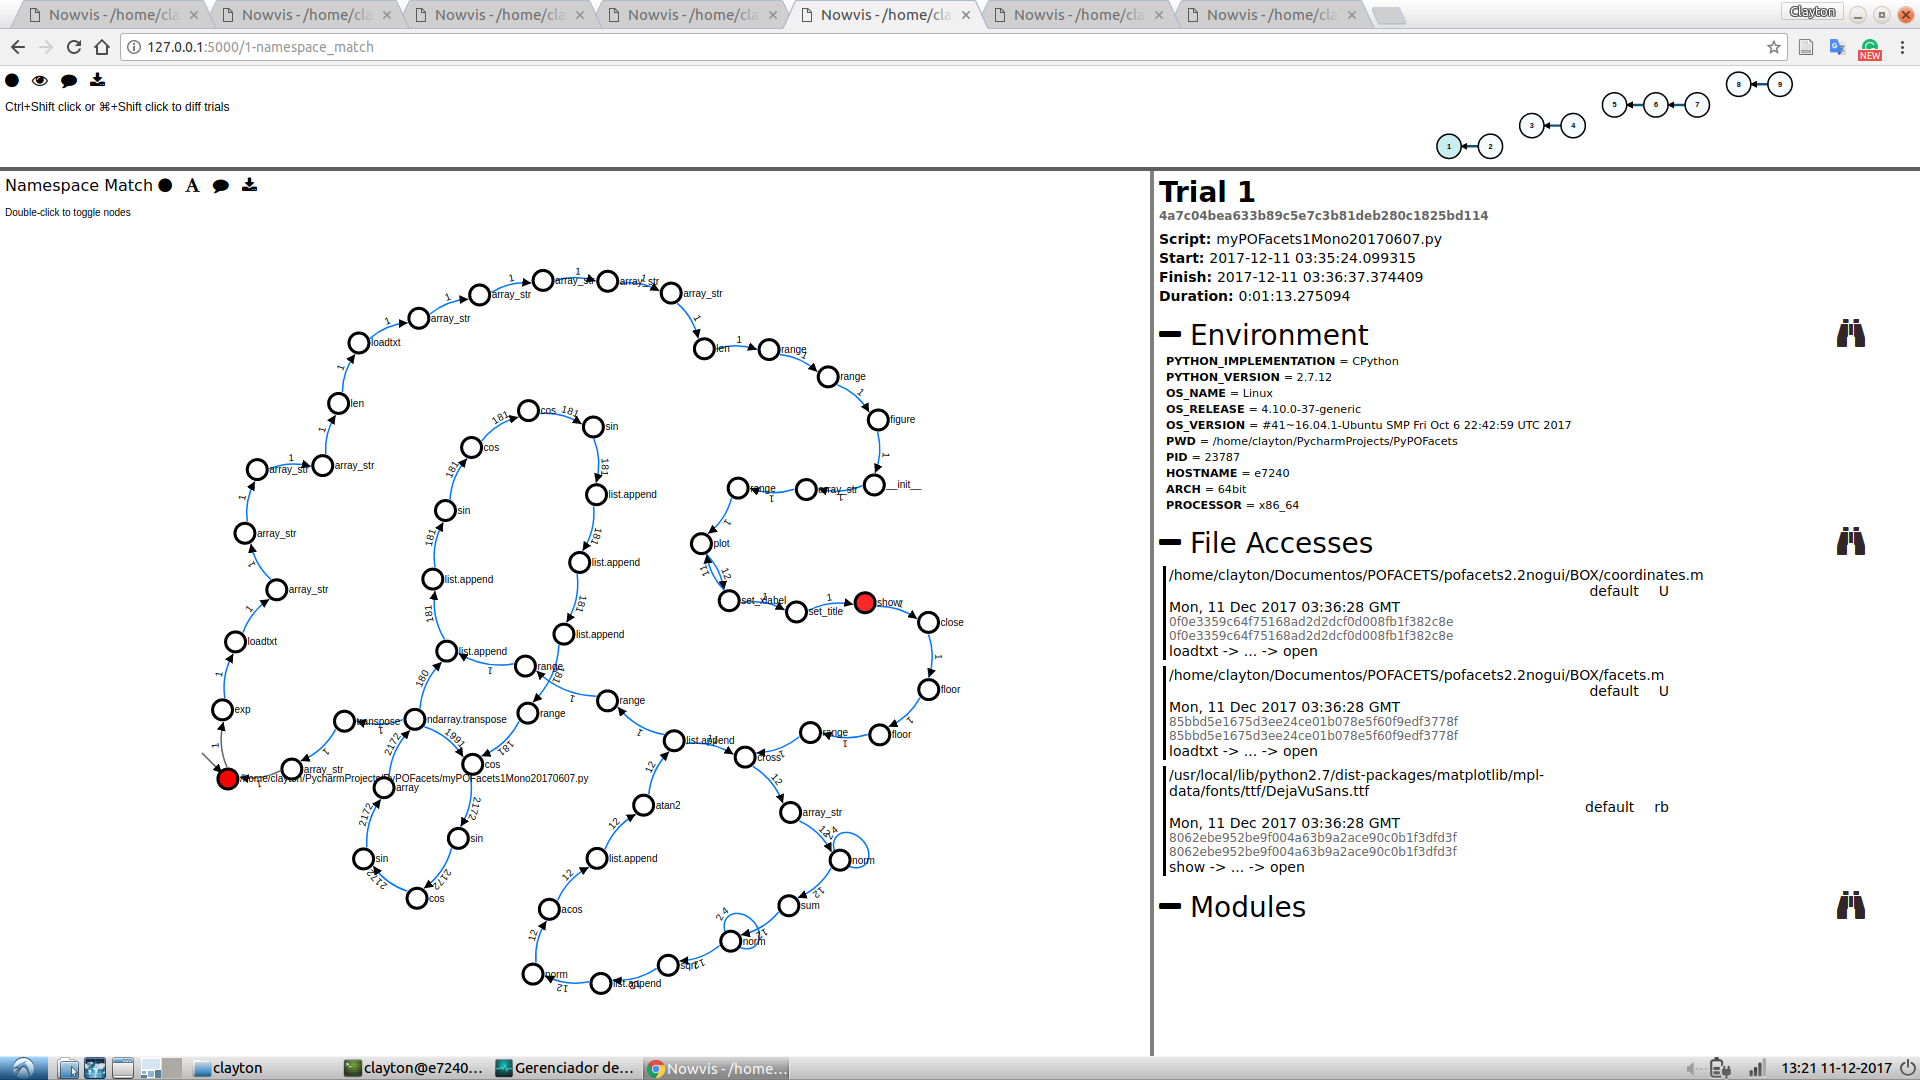 Nowvis - /home/cla
Nowvis - /home/cla
Nowvis - /home/cla
Nowvis - /home/cla
Nowvis - /home/cla
Nowvis - /home/cla
Nowvis - /home/cla
Clayton
127.0.0.1:5000/1-namespace_match
NEW
Ctrl+Shift click or ⌘+Shift click to diff trials
8 9
5 6 7
3 4
1 2
Namespace Match
Double-click to toggle nodes
array_str
array_str
array_str
array_str
array_str
loadtxt
len
range
range
len
figure
cos
sin
cos
array_str
array_str
list.append
__init__
array_str
range
sin
array_str
plot
list.append
list.append
array_str
set_xlabel
set_title
show
close
list.append
loadtxt
list.append
range
floor
exp
range
range
transpose
ndarray.transpose
list.append
range
floor
cross
cos
array_str
/home/clayton/PycharmProjects/PyPOFacets/myPOFacets1Mono20170607.py
array
atan2
array_str
sin
sin
list.append
norm
cos
acos
sum
norm
sqrt
norm
list.append
Trial 1
4a7c04bea633b89c5e7c3b81deb280c1825bd114
Script: myPOFacets1Mono20170607.py
Start: 2017-12-11 03:35:24.099315
Finish: 2017-12-11 03:36:37.374409
Duration: 0:01:13.275094
Environment
PYTHON_IMPLEMENTATION = CPython
PYTHON_VERSION = 2.7.12
OS_NAME = Linux
OS_RELEASE = 4.10.0-37-generic
OS_VERSION = #41~16.04.1-Ubuntu SMP Fri Oct 6 22:42:59 UTC 2017
PWD = /home/clayton/PycharmProjects/PyPOFacets
PID = 23787
HOSTNAME = e7240
ARCH = 64bit
PROCESSOR = x86_64
File Accesses
/home/clayton/Documentos/POFACETS/pofacets2.2nogui/BOX/coordinates.m
default U
Mon, 11 Dec 2017 03:36:28 GMT
0f0e3359c64f75168ad2d2dcf0d008fb1f382c8e
0f0e3359c64f75168ad2d2dcf0d008fb1f382c8e
loadtxt -> ... -> open
/home/clayton/Documentos/POFACETS/pofacets2.2nogui/BOX/facets.m
default U
Mon, 11 Dec 2017 03:36:28 GMT
85bbd5e1675d3ee24ce01b078e5f60f9edf3778f
85bbd5e1675d3ee24ce01b078e5f60f9edf3778f
loadtxt -> ... -> open
/usr/local/lib/python2.7/dist-packages/matplotlib/mpl-
data/fonts/ttf/DejaVuSans.ttf
default rb
Mon, 11 Dec 2017 03:36:28 GMT
8062ebe952be9f004a63b9a2ace90c0b1f3dfd3f
8062ebe952be9f004a63b9a2ace90c0b1f3dfd3f
show -> ... -> open
Modules
clayton
clayton@e7240...
Gerenciador de...
Nowvis - /home...
13:21 11-12-2017